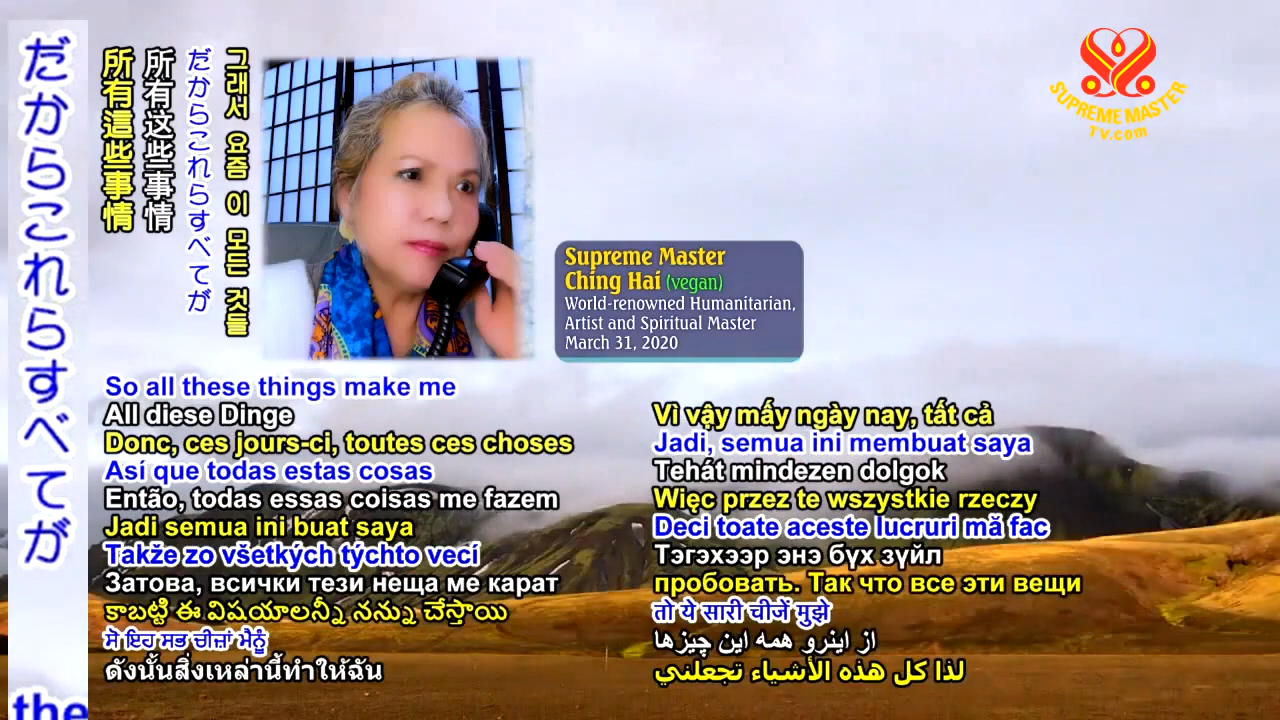 だからこれらすべてが
the
所有這些事情
所有这些事情
だからこれらすべてが
그래서 요즘 이 모든 것들
SUPREME MASTER
TV.com
Supreme Master
Ching Hai (vegan)
World-renowned Humanitarian,
Artist and Spiritual Master
March 31, 2020
So all these things make me
All diese Dinge
Donc, ces jours-ci, toutes ces choses
Así que todas estas cosas
Então, todas essas coisas me fazem
Jadi semua ini buat saya
Takže zo všetkých týchto vecí
Затова, всички тези неща ме карат
కాబట్టి ఈ విషయాలన్నీ నన్ను చేస్తాయి
ਸੋ ਇਹ ਸਭ ਚੀਜ਼ਾਂ ਮੈਨੂੰ
ดังนั้นสิ่งเหล่านี้ทำให้ฉัน
Vì vậy mấy ngày nay, tất cả
Jadi, semua ini membuat saya
Tehát mindezen dolgok
Więc przez te wszystkie rzeczy
Deci toate aceste lucruri mă fac
Тэгэхээр энэ бүх зүйл
пробовать. Так что все эти вещи
तो ये सारी चीजें मुझे
از اینرو همه این چیزها
لذا كل هذه الأشياء تجعلني